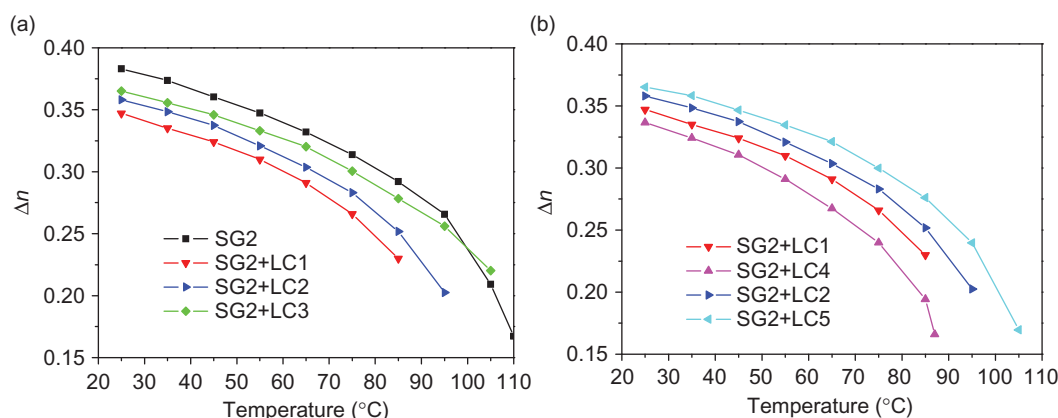 (a)
0.40
0.35
0.30
0.25
0.20
0.15
Δn
SG2
SG2+LC1
SG2+LC2
SG2+LC3
20 30 40 50 60 70 80 90 100 110
Temperature (°C)
(b)
0.40
0.35
0.30
0.25
0.20
0.15
Δn
SG2+LC1
SG2+LC4
SG2+LC2
SG2+LC5
20 30 40 50 60 70 80 90 100 110
Temperature (°C)